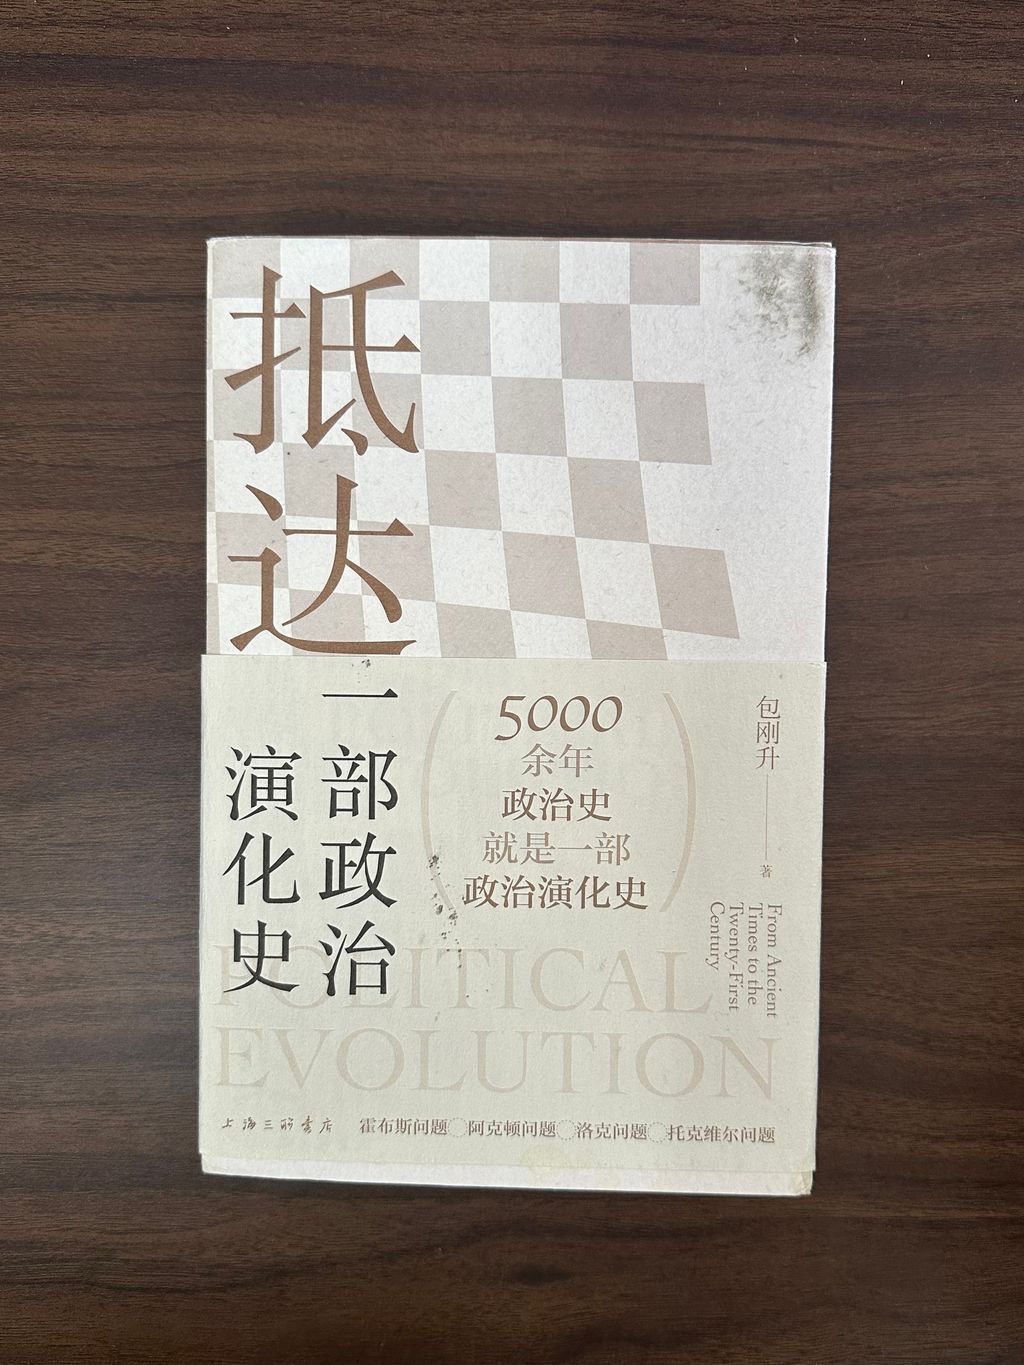 抵达
一部政治
演化史
5000
余年
政治史
就是一部
政治演化史
包刚升
著
From Ancient
Times to the
Twenty-First
Century
POLITICAL
EVOLUTION
上海三联书店
霍布斯问题 阿克顿问题 洛克问题 托克维尔问题